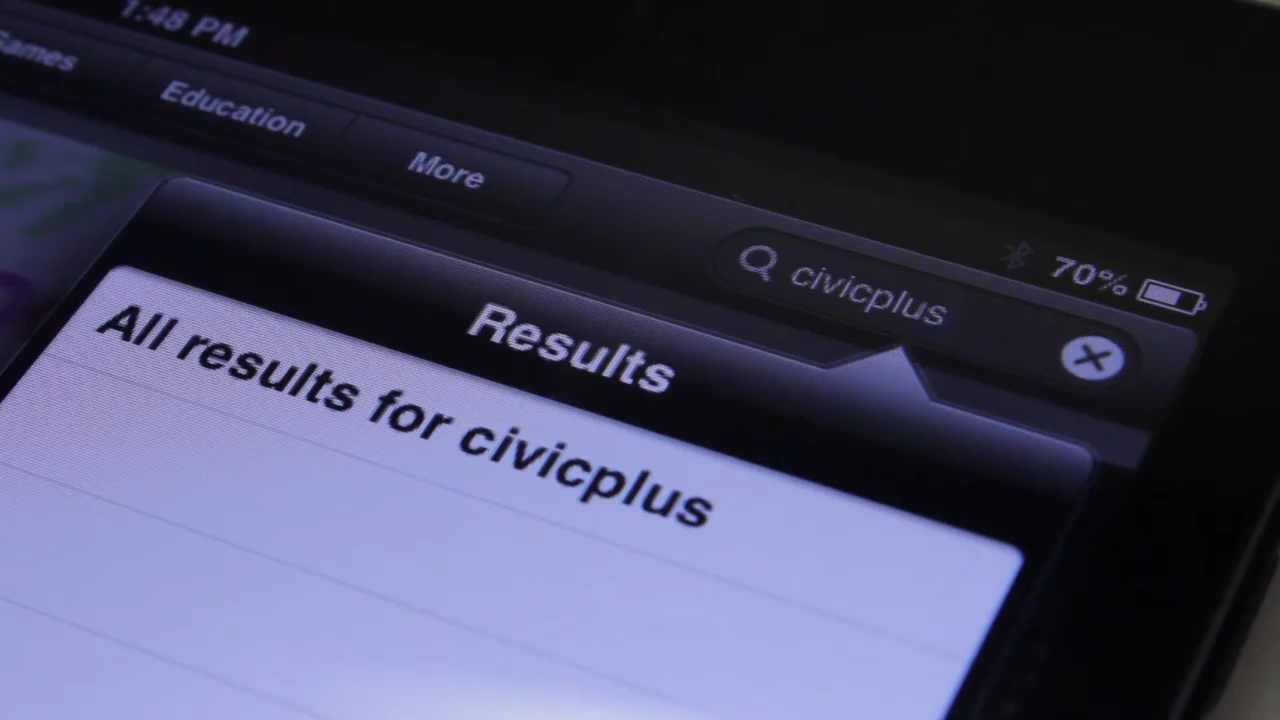 1:48 PM
Games
Education
More
70%
civicplus
Results
All results for civicplus